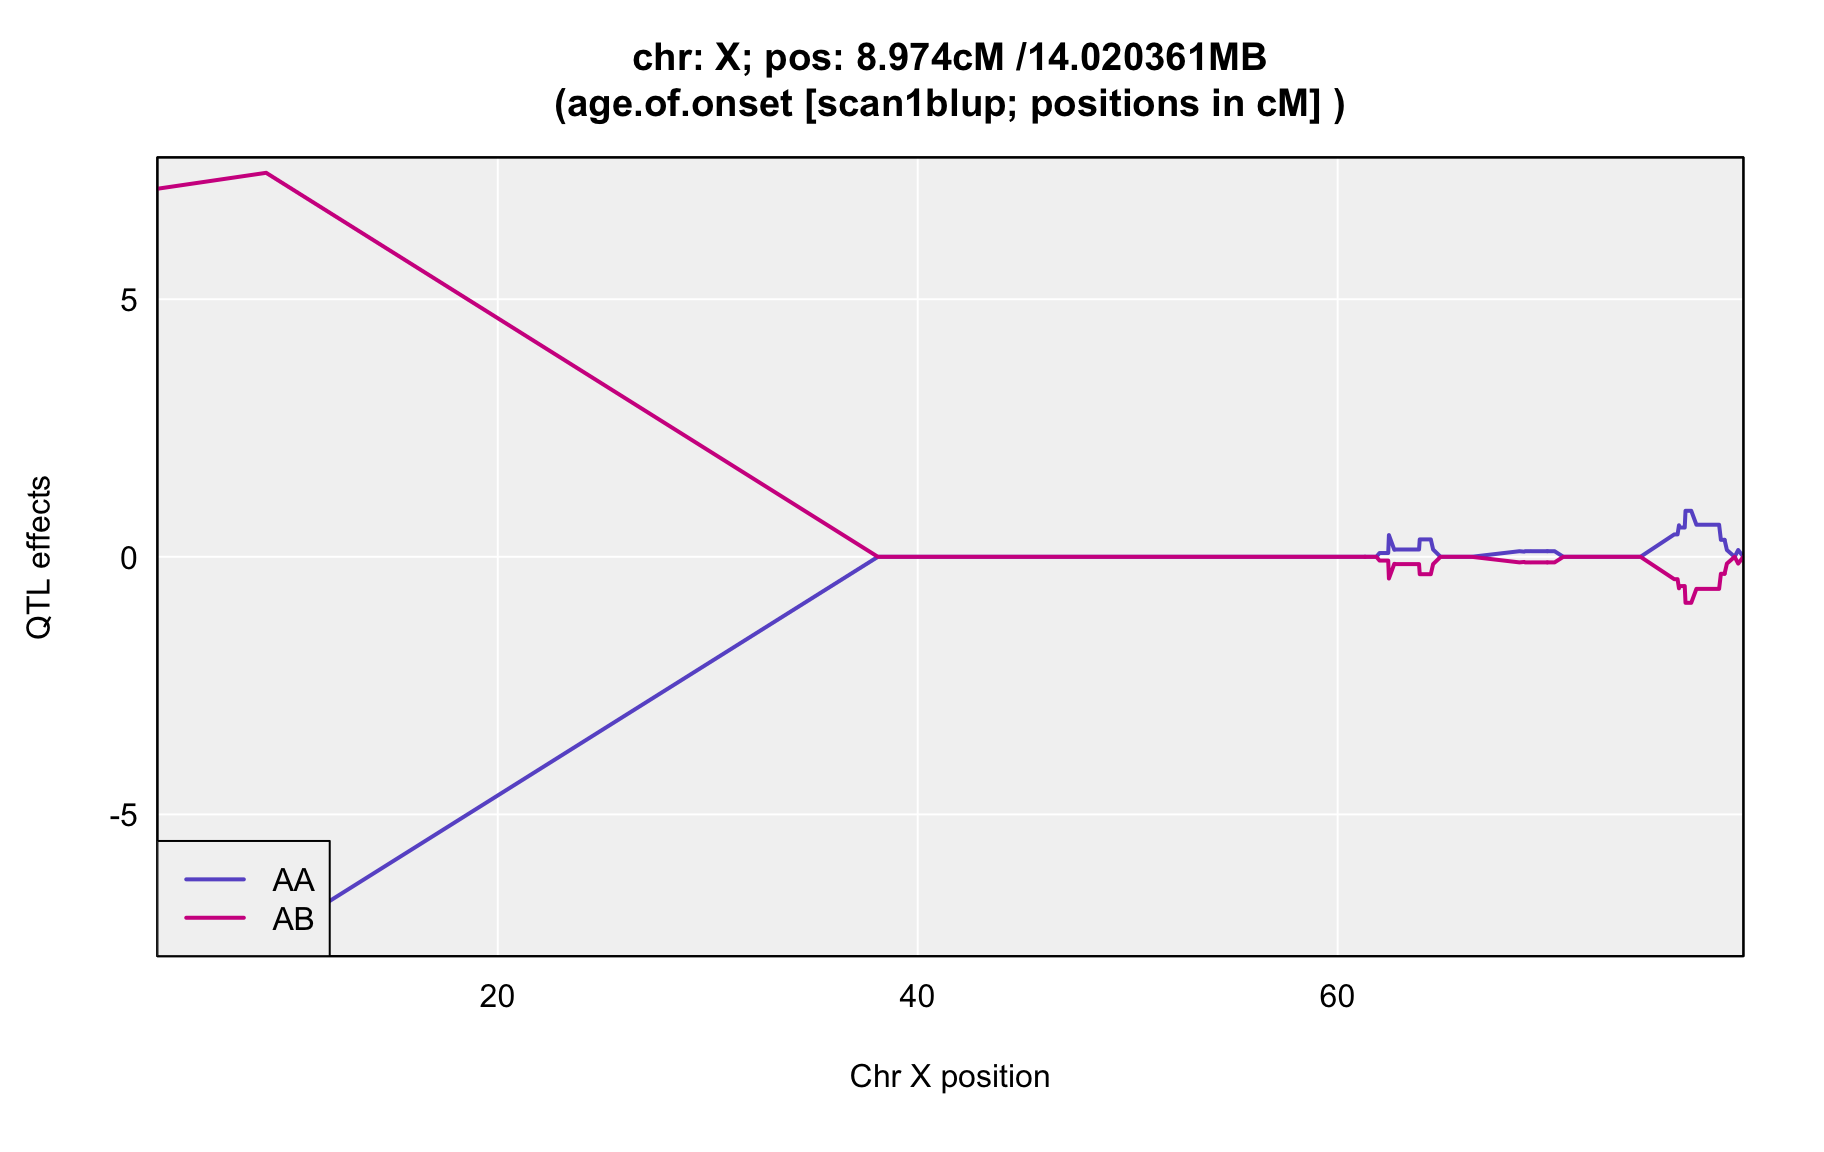 chr: X; pos: 8.974cM /14.020361MB
(age.of.onset [scan1blup; positions in cM] )
QTL effects
5
0
-5
AA
AB
20
40
60
Chr X position